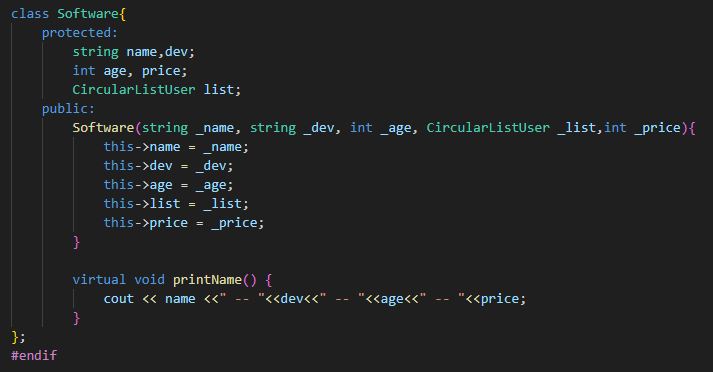 class Software{
    protected:
        string name,dev;
        int age, price;
        CircularListUser list;
    public:
        Software(string _name, string _dev, int _age, CircularListUser _list,int _price){
            this->name = _name;
            this->dev = _dev;
            this->age = _age;
            this->list = _list;
            this->price = _price;
        }

        virtual void printName() {
            cout << name <<" -- "<<dev<<" -- "<<age<<" -- "<<price;
        }
};
#endif